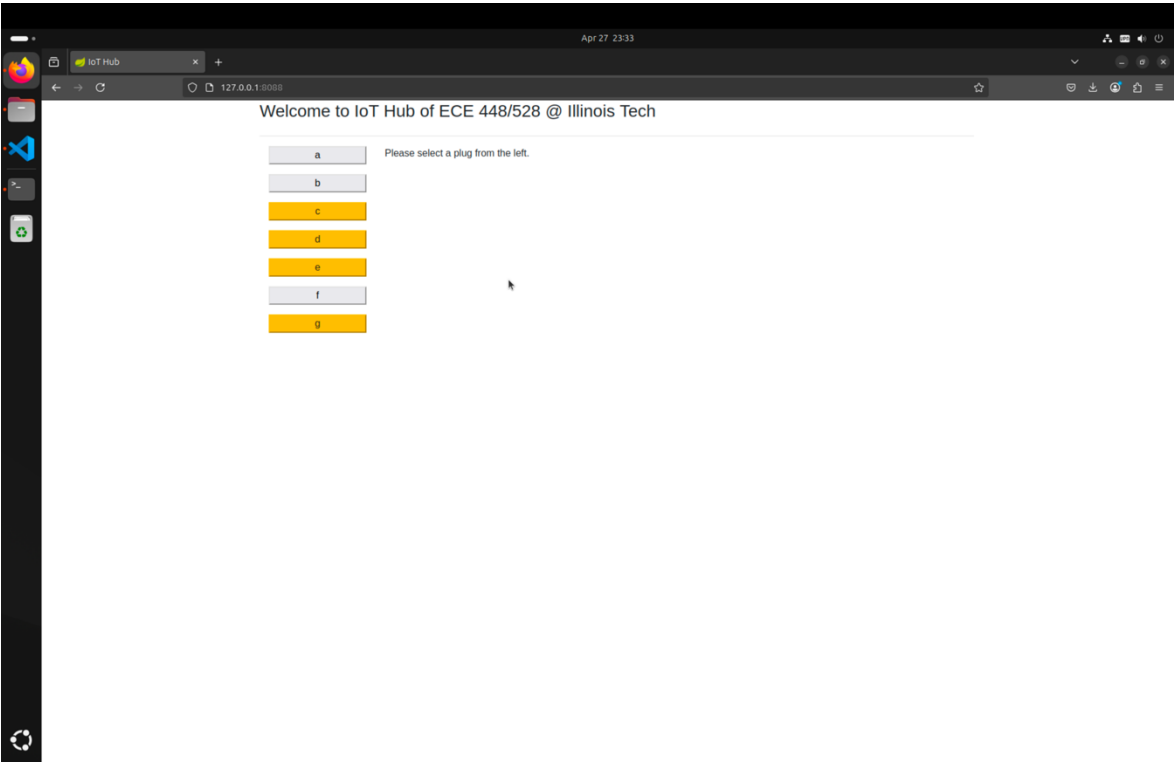 Apr 27 23:33
IoT Hub
127.0.0.1:8088
Welcome to IoT Hub of ECE 448/528 @ Illinois Tech
a
Please select a plug from the left.
b
c
d
e
f
g